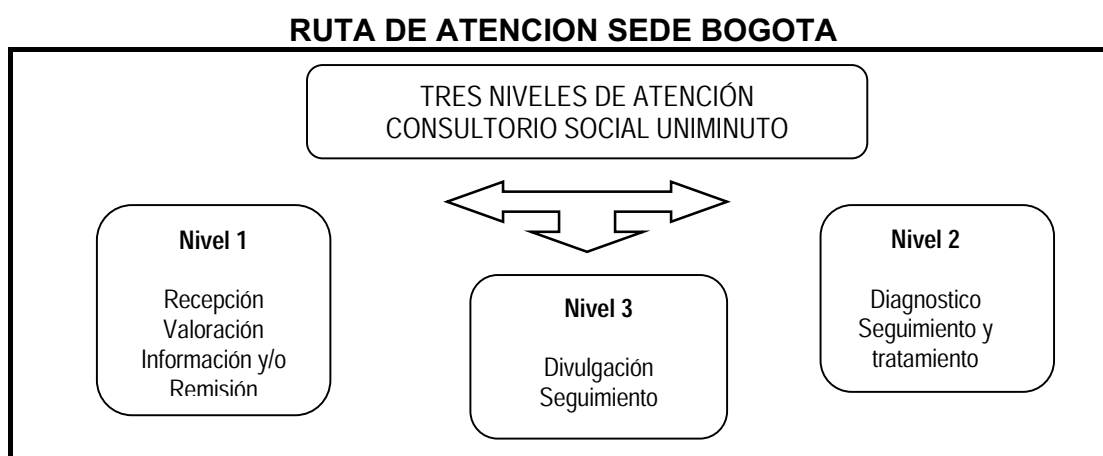 RUTA DE ATENCION SEDE BOGOTA
TRES NIVELES DE ATENCIÓN
CONSULTORIO SOCIAL UNIMINUTO
Nivel 1
Recepción
Valoración
Información y/o
Remisión
Nivel 3
Divulgación
Seguimiento
Nivel 2
Diagnostico
Seguimiento y
tratamiento